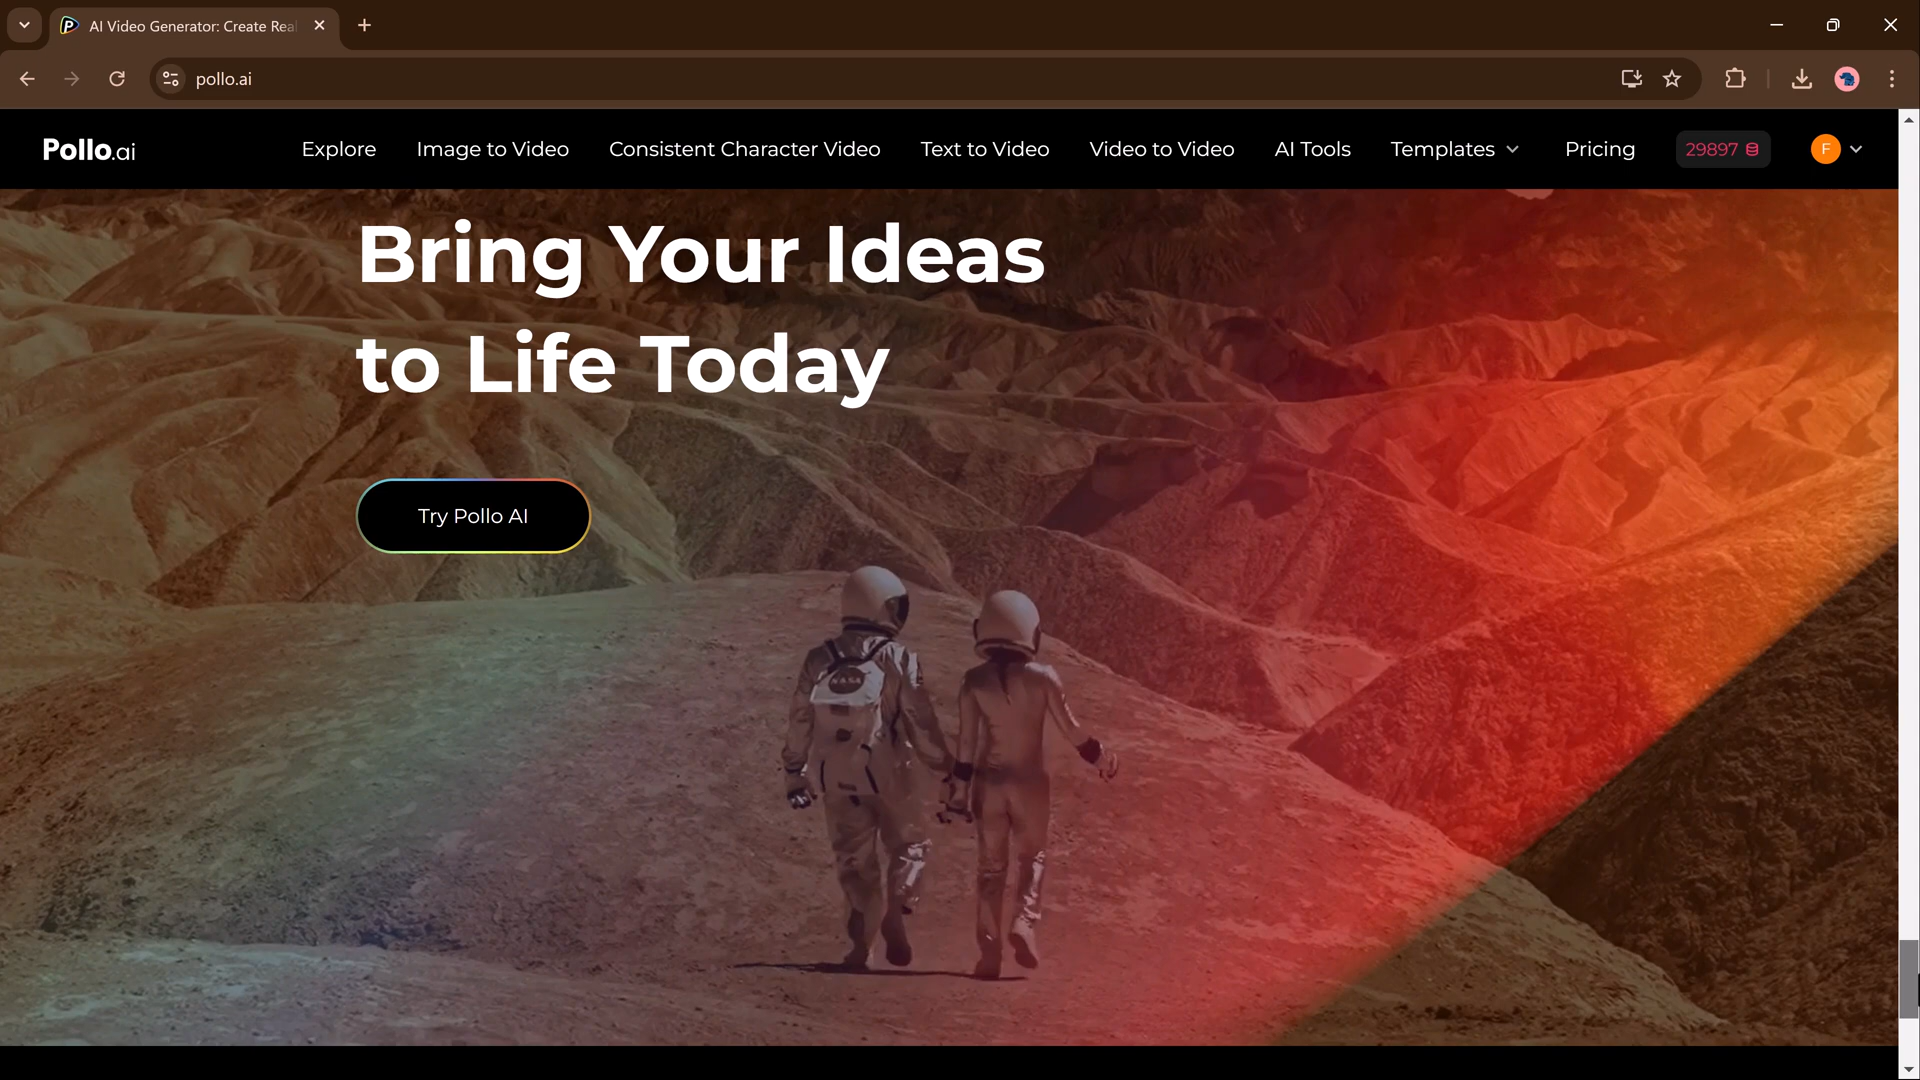 AI Video Generator: Create Real
pollo.ai
Pollo.ai
Explore
Image to Video
Consistent Character Video
Text to Video
Video to Video
AI Tools
Templates
Pricing
29897
F
Bring Your Ideas
to Life Today
Try Pollo AI
NASA